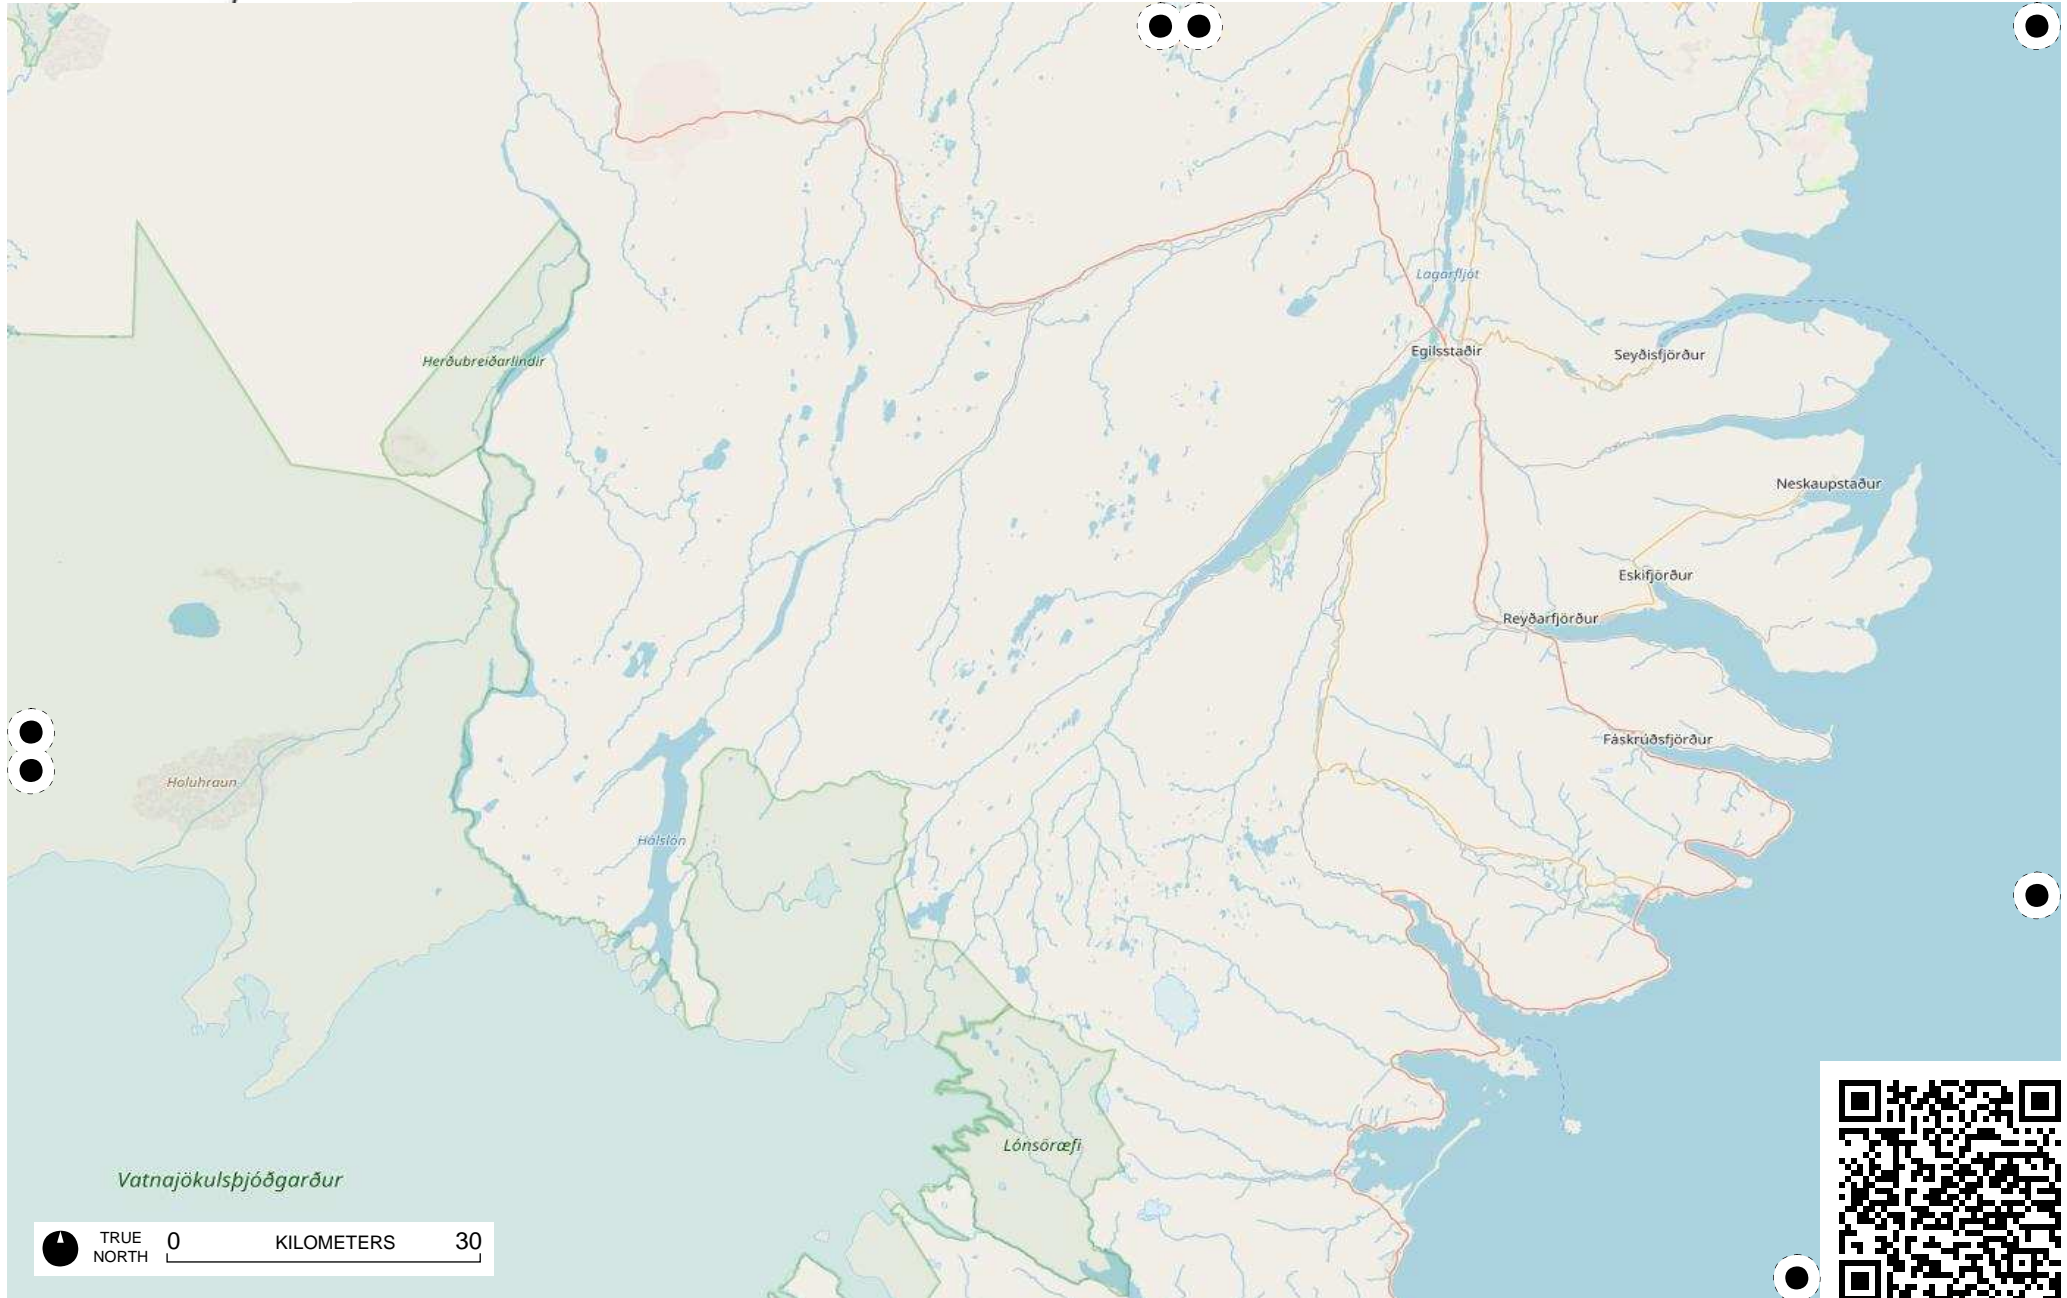 Lagarfljót
Egilsstaðir
Seyðisfjörður
Herðubreiðarlindir
Neskaupstaður
Eskifjörður
Reyðarfjörður
Fáskrúðsfjörður
Holuhraun
Hálslón
Lónsöræfi
Vatnajökulsþjóðgarður
TRUE NORTH 0 KILOMETERS 30